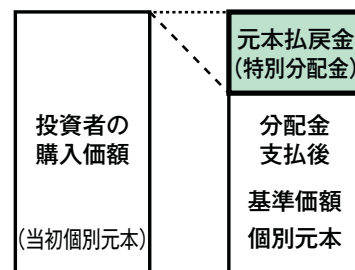 投資者の
購入価額
(当初個別元本)
元本払戻金
(特別分配金)
分配金
支払後
基準価額
個別元本